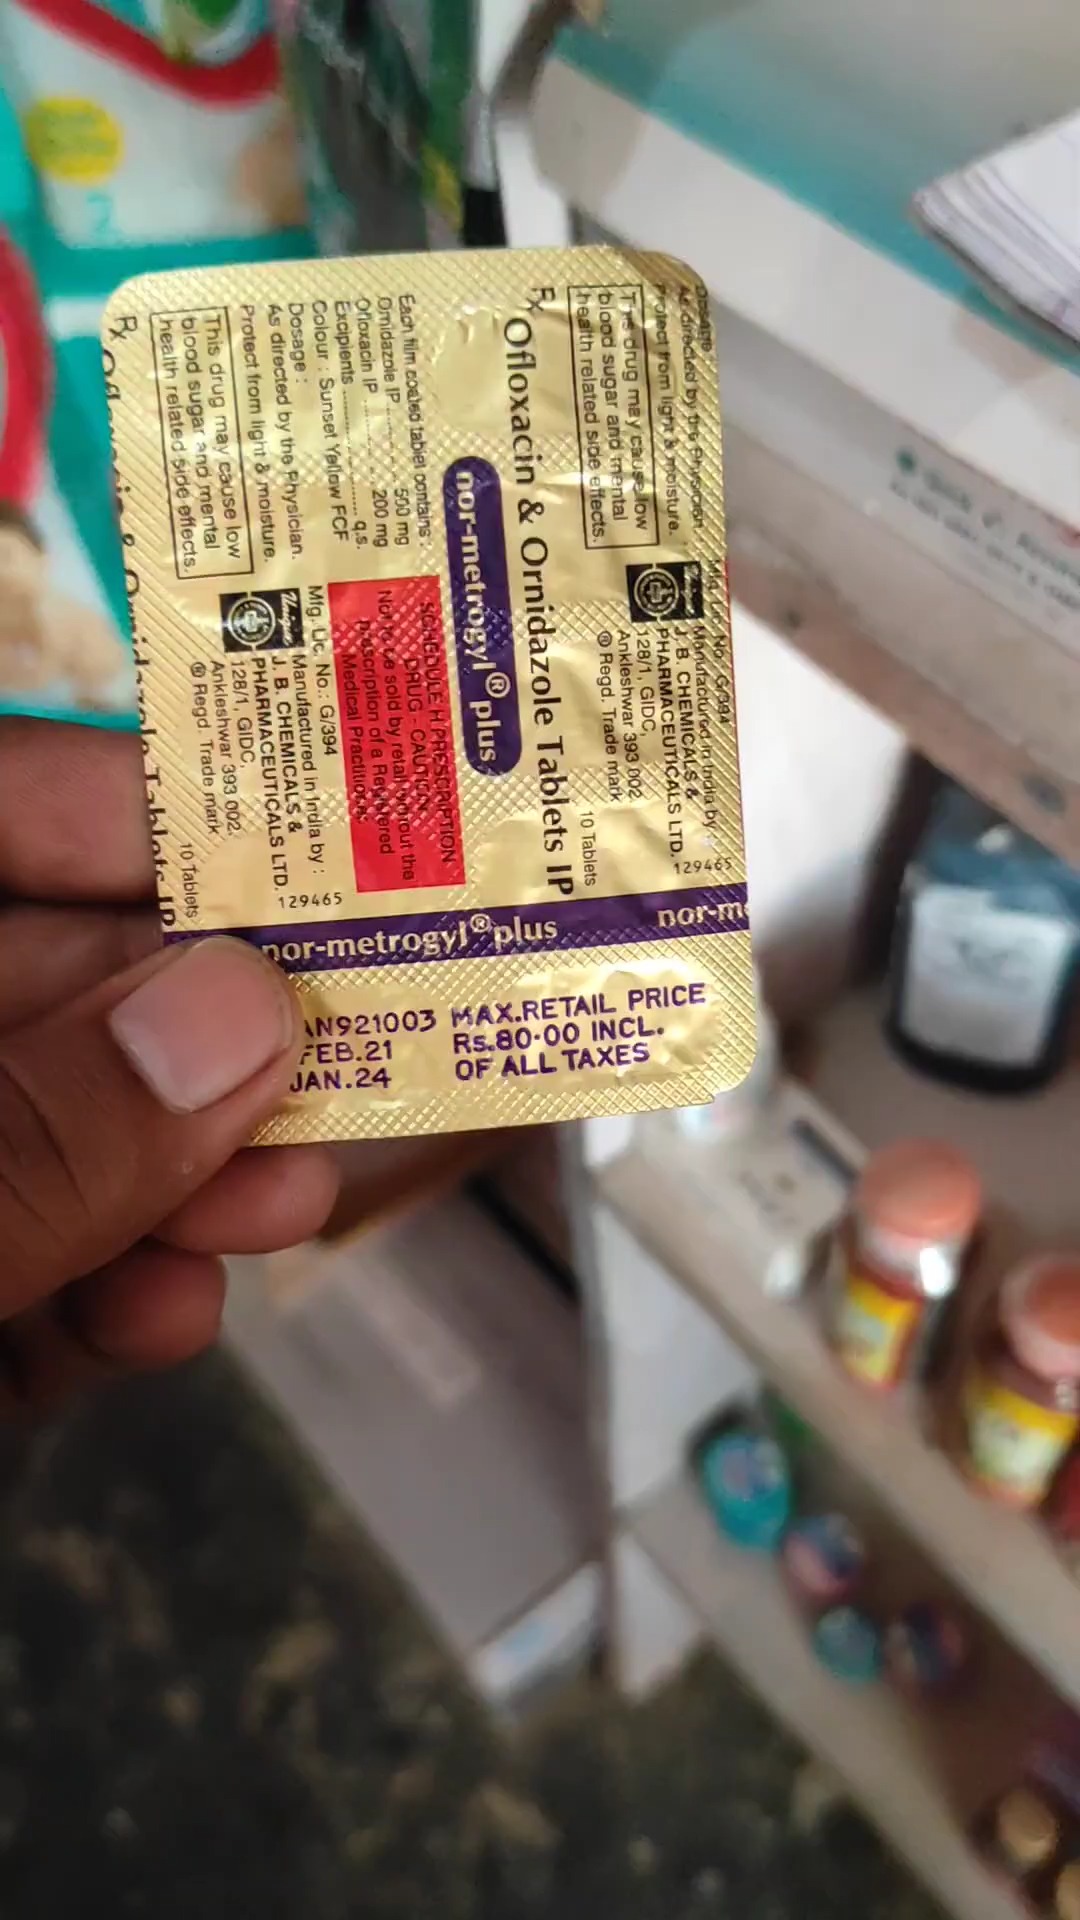 Dosage :
As directed by the Physician.
Protect from light & moisture.
This drug may cause low
blood sugar and mental
health related side effects.
Mfg. Lic. No.: G/394
Manufactured in India by :
J. B. CHEMICALS &
PHARMACEUTICALS LTD.
128/1, GIDC,
Ankleshwar 393 002.
® Regd. Trade mark
Unique
129465
10 Tablets
Rx Ofloxacin & Ornidazole Tablets IP
nor-metrogyl® plus
Each film coated tablet contains :
Ornidazole IP ........ 500 mg
Ofloxacin IP ........ 200 mg
Excipients ........ q.s.
Colour : Sunset Yellow FCF
Dosage :
As directed by the Physician.
Protect from light & moisture.
This drug may cause low
blood sugar and mental
health related side effects.
SCHEDULE H PRESCRIPTION
DRUG - CAUTION
Not to be sold by retail without the
prescription of a Registered
Medical Practitioner.
Mfg. Lic. No.: G/394
Manufactured in India by :
J. B. CHEMICALS &
PHARMACEUTICALS LTD.
128/1, GIDC,
Ankleshwar 393 002.
® Regd. Trade mark
Unique
129465
10 Tablets
Rx Ofloxacin & Ornidazole Tablets IP
nor-metrogyl® plus
nor-m
AN921003
FEB.21
JAN.24
MAX.RETAIL PRICE
Rs.80.00 INCL.
OF ALL TAXES